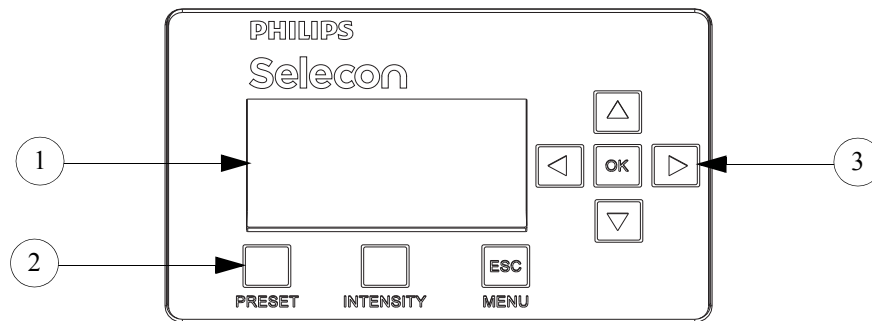 PHILIPS
Selecon
1
OK
3
2
ESC
PRESET INTENSITY MENU